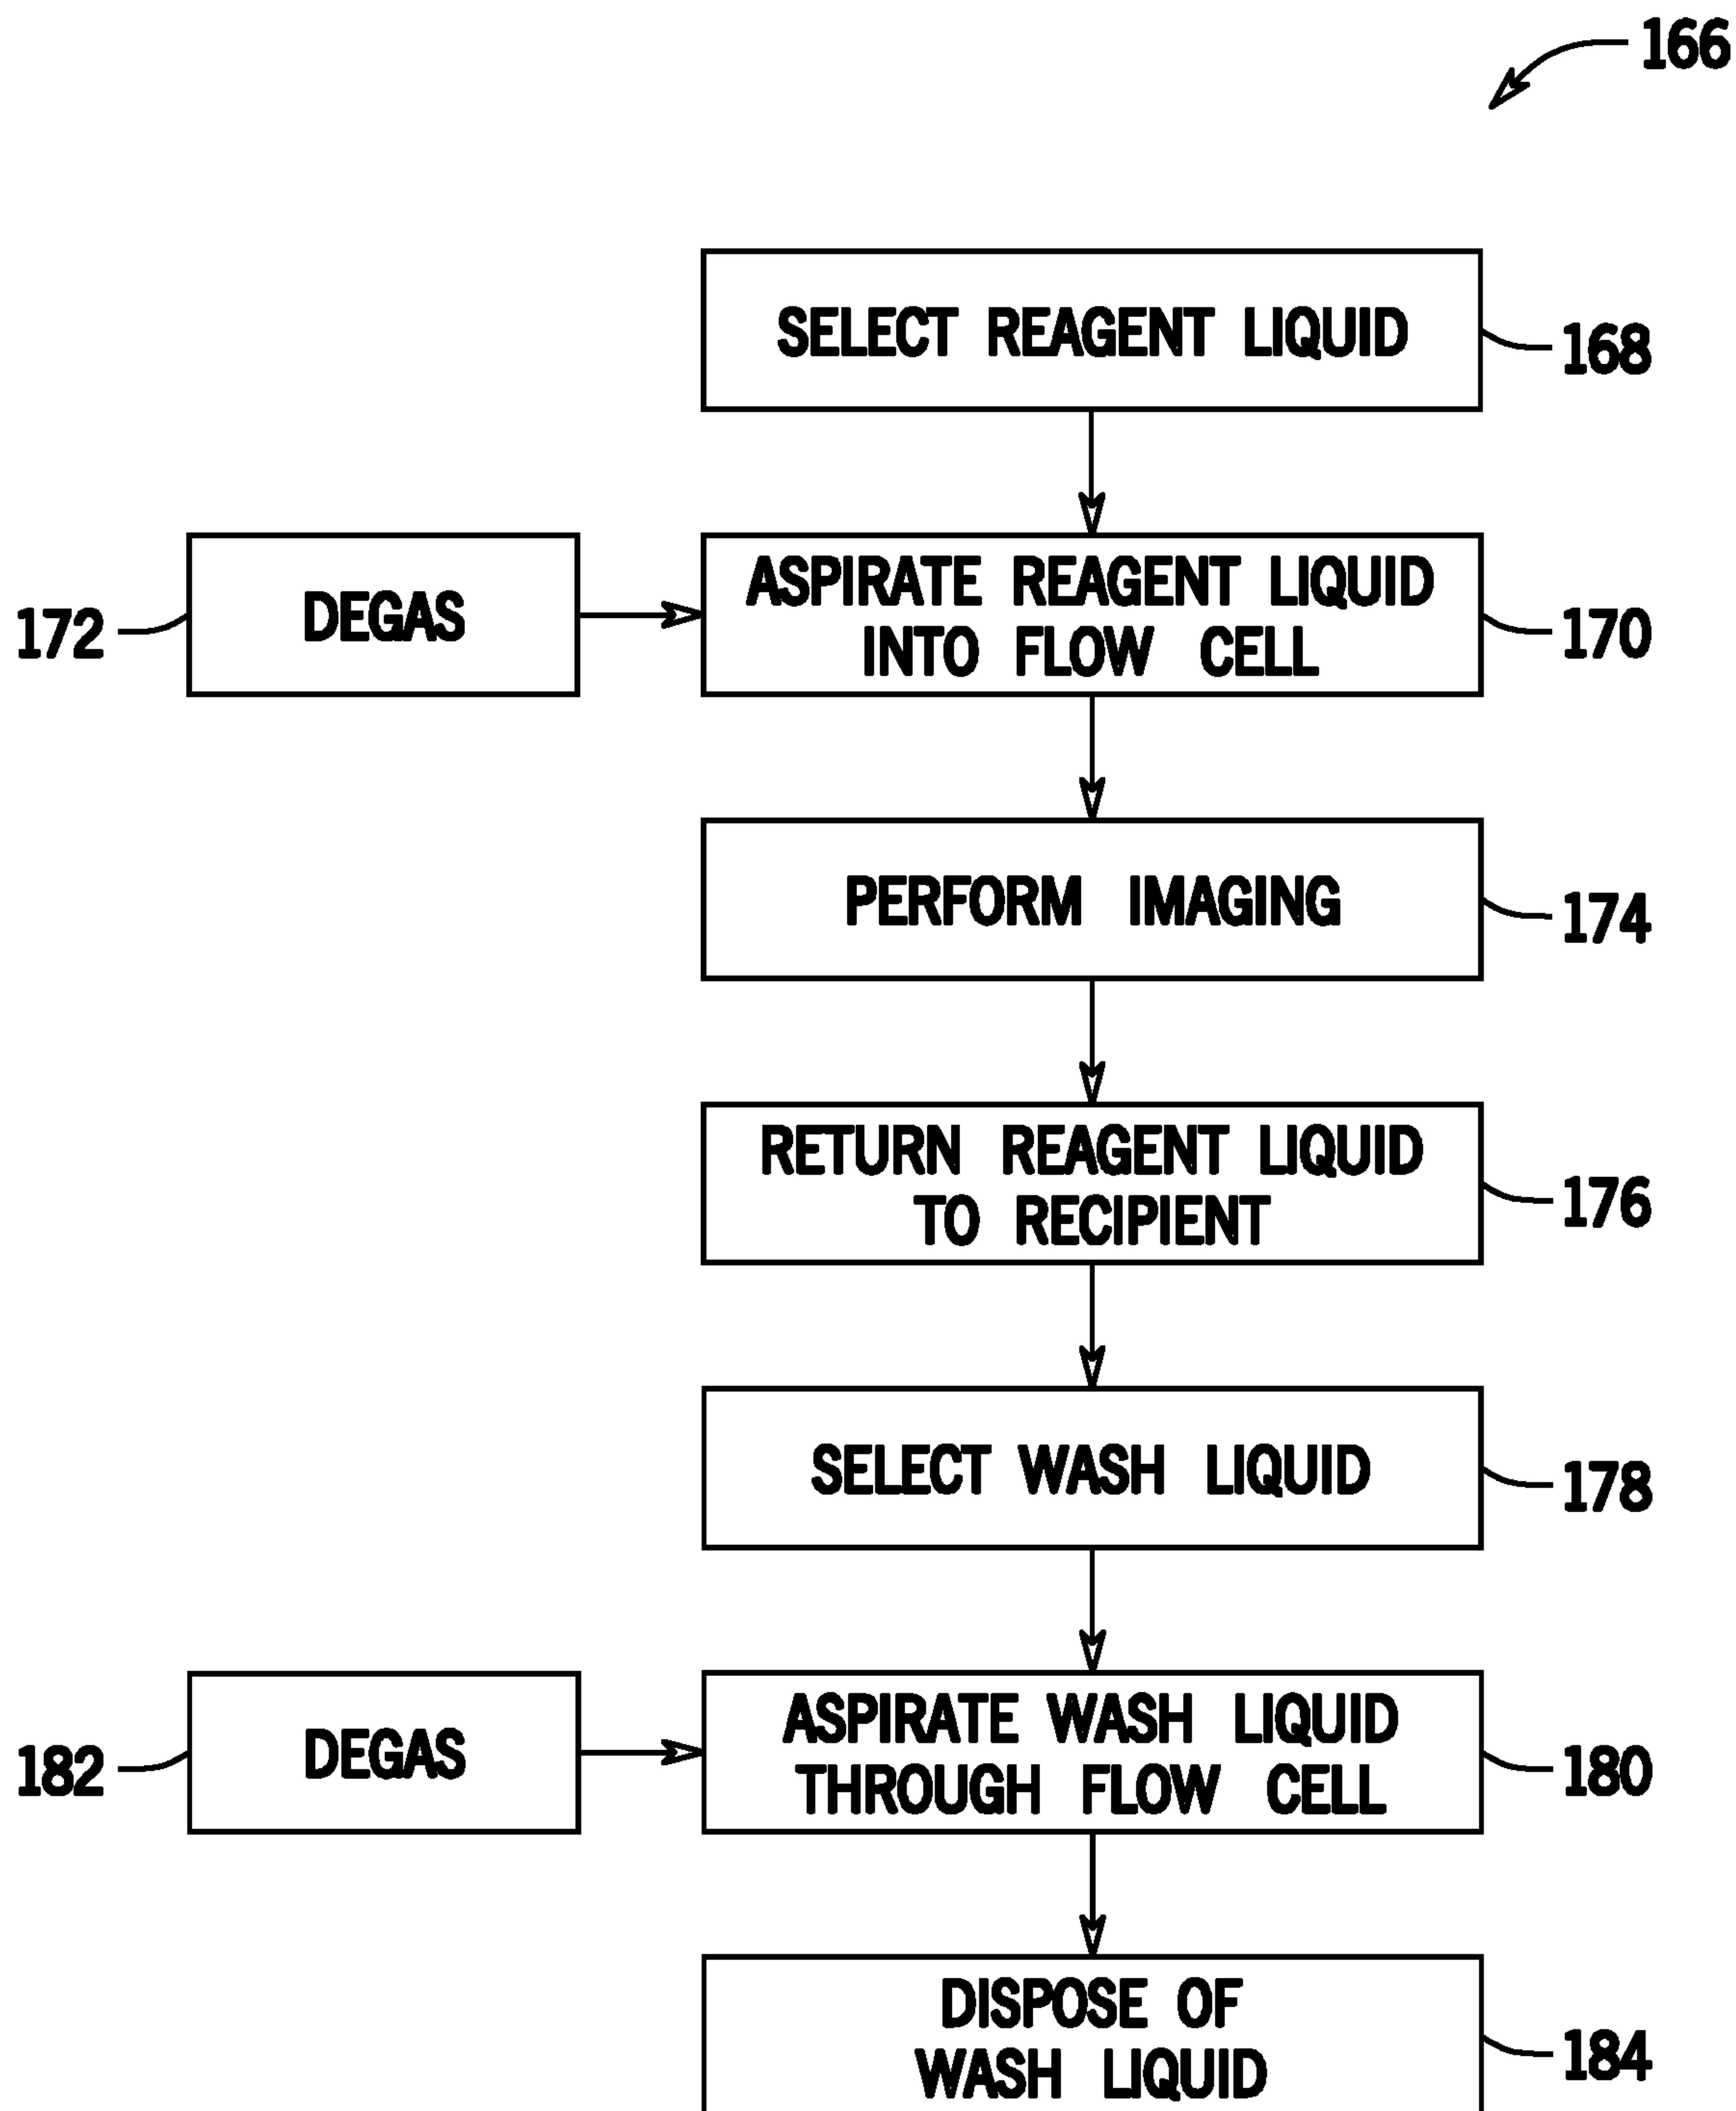 166
SELECT REAGENT LIQUID
168
DEGAS
172
ASPIRATE REAGENT LIQUID
INTO FLOW CELL
170
PERFORM IMAGING
174
RETURN REAGENT LIQUID
TO RECIPIENT
176
SELECT WASH LIQUID
178
DEGAS
182
ASPIRATE WASH LIQUID
THROUGH FLOW CELL
180
DISPOSE OF
WASH LIQUID
184